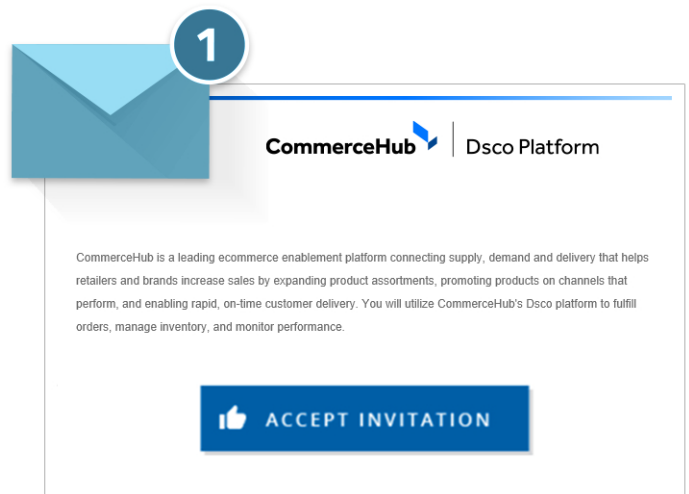 1
CommerceHub Dsco Platform
CommerceHub is a leading ecommerce enablement platform connecting supply, demand and delivery that helps
retailers and brands increase sales by expanding product assortments, promoting products on channels that
perform, and enabling rapid, on-time customer delivery. You will utilize CommerceHub's Dsco platform to fulfill
orders, manage inventory, and monitor performance.
ACCEPT INVITATION